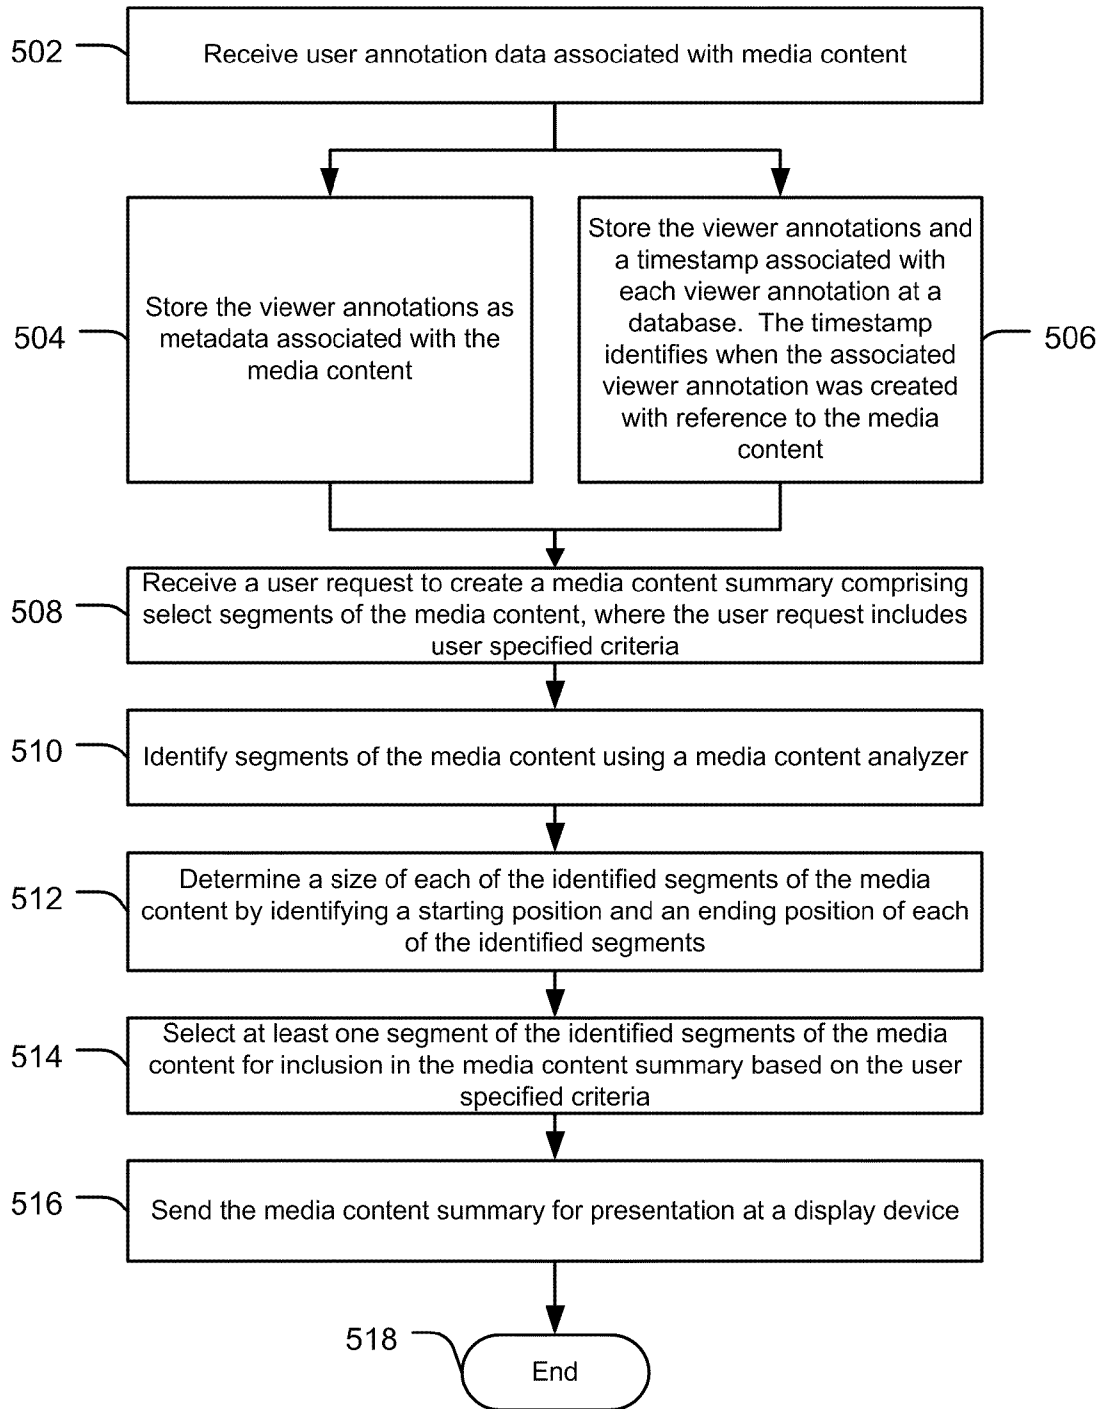 502
Receive user annotation data associated with media content
504
Store the viewer annotations as
metadata associated with the
media content
Store the viewer annotations and
a timestamp associated with
each viewer annotation at a
database.  The timestamp
identifies when the associated
viewer annotation was created
with reference to the media
content
506
508
Receive a user request to create a media content summary comprising
select segments of the media content, where the user request includes
user specified criteria
510
Identify segments of the media content using a media content analyzer
512
Determine a size of each of the identified segments of the media
content by identifying a starting position and an ending position of each
of the identified segments
514
Select at least one segment of the identified segments of the media
content for inclusion in the media content summary based on the user
specified criteria
516
Send the media content summary for presentation at a display device
518
End